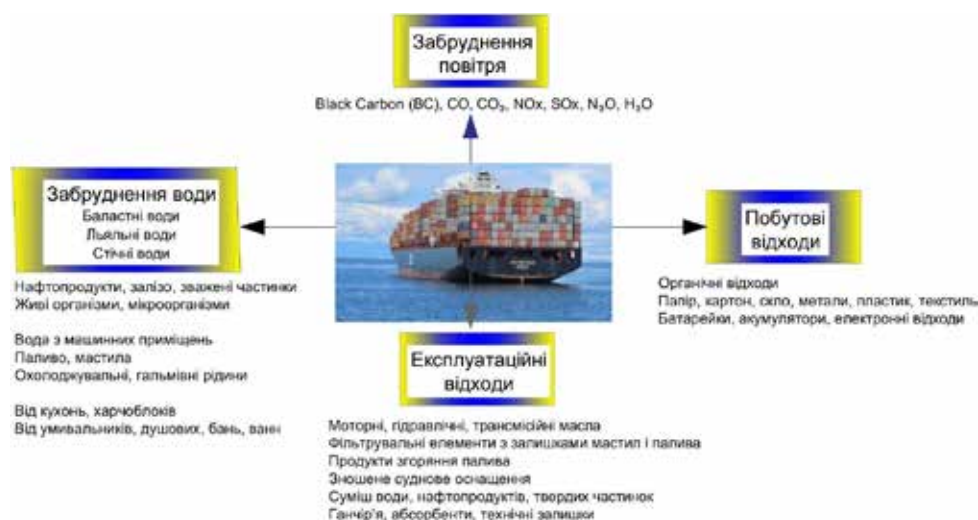 Забруднення
повітря
Black Carbon (BC), CO, CO₂, NOx, SOx, N₂O, H₂O
Забруднення води
Баластні води
Льяльні води
Стічні води
Нафтопродукти, залізо, зважені частинки
Живі організми, мікроорганізми
Вода з машинних приміщень
Паливо, мастила
Охолоджувальні, гальмівні рідини
Від кухонь, харчоблоків
Від умивальників, душових, бань, ванн
Побутові
відходи
Органічні відходи
Папір, картон, скло, метали, пластик, текстиль
Батарейки, акумулятори, електронні відходи
Експлуатаційні
відходи
Моторні, гідравлічні, трансмісійні масла
Фільтрувальні елементи з залишками мастил і палива
Продукти згоряння палива
Зношене суднове оснащення
Суміш води, нафтопродуктів, твердих частинок
Ганчір'я, абсорбенти, технічні залишки